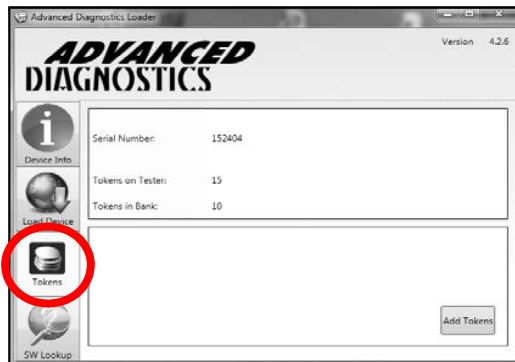 Advanced Diagnostics Loader
ADVANCED
DIAGNOSTICS
Version 4.2.6
Device Info
Serial Number: 152404
Tokens on Tester: 15
Load Device
Tokens in Bank: 10
Tokens
Add Tokens
SW Lookup